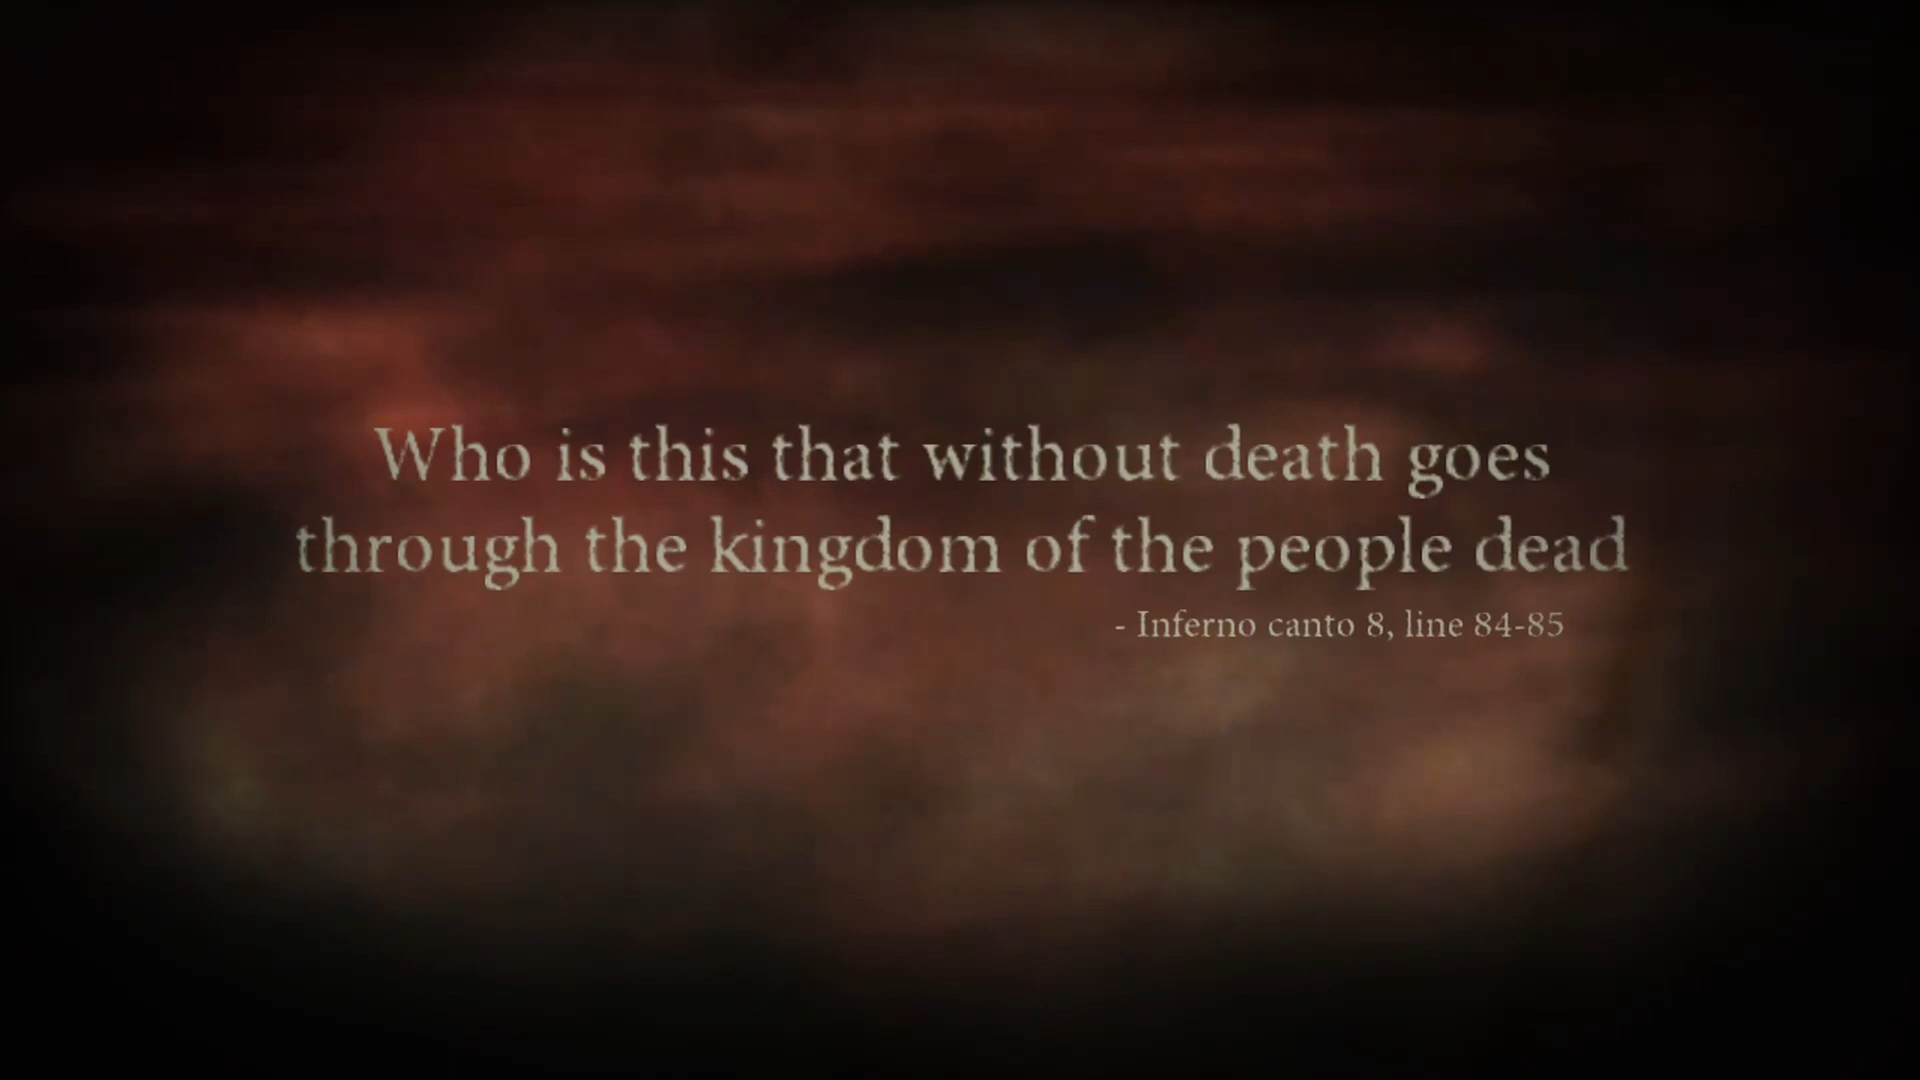 Who is this that without death goes
through the kingdom of the people dead
- Inferno canto 8, line 84-85